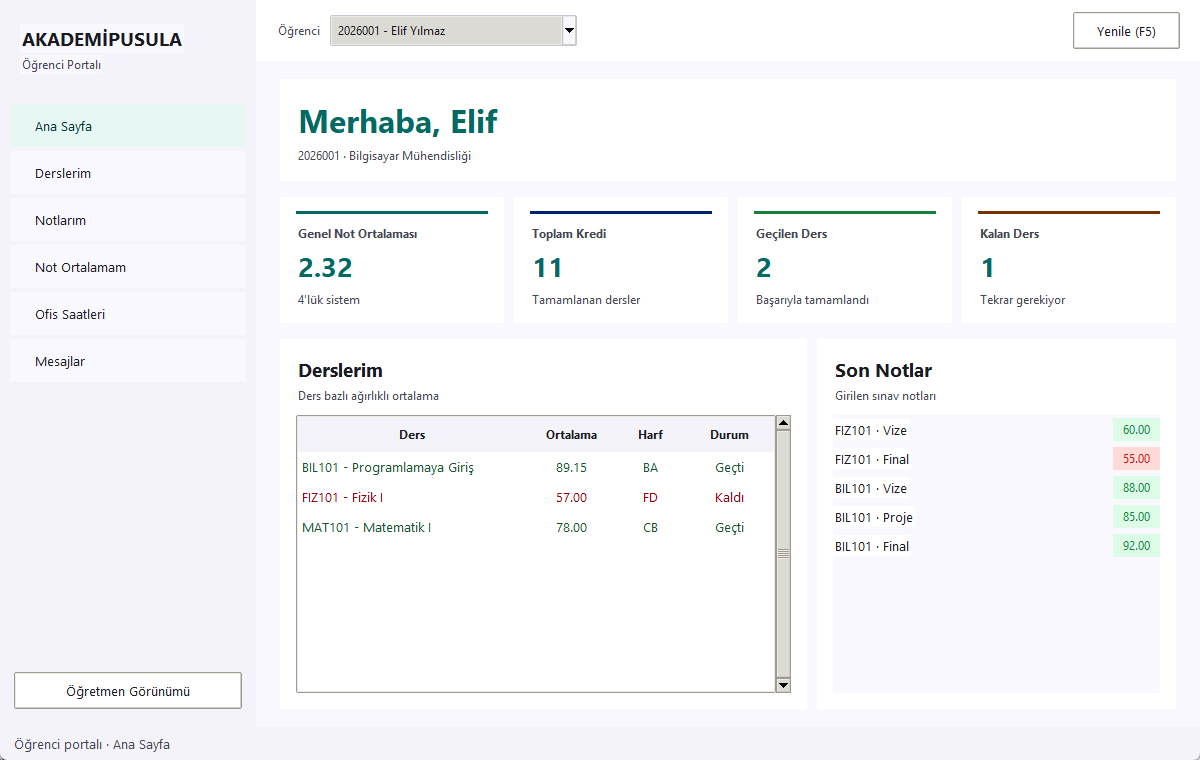 AKADEMİPUSULA
Öğrenci Portalı
Ana Sayfa
Derslerim
Notlarım
Not Ortalamam
Ofis Saatleri
Mesajlar
Öğretmen Görünümü
Öğrenci portalı · Ana Sayfa
Öğrenci 2026001 - Elif Yılmaz Yenile (F5)
Merhaba, Elif
2026001 · Bilgisayar Mühendisliği
Genel Not Ortalaması
2.32
4'lük sistem
Toplam Kredi
11
Tamamlanan dersler
Geçilen Ders
2
Başarıyla tamamlandı
Kalan Ders
1
Tekrar gerekiyor
Derslerim
Ders bazlı ağırlıklı ortalama
Ders Ortalama Harf Durum
BIL101 - Programlamaya Giriş 89.15 BA Geçti
FIZ101 - Fizik I 57.00 FD Kaldı
MAT101 - Matematik I 78.00 CB Geçti
Son Notlar
Girilen sınav notları
FIZ101 · Vize 60.00
FIZ101 · Final 55.00
BIL101 · Vize 88.00
BIL101 · Proje 85.00
BIL101 · Final 92.00